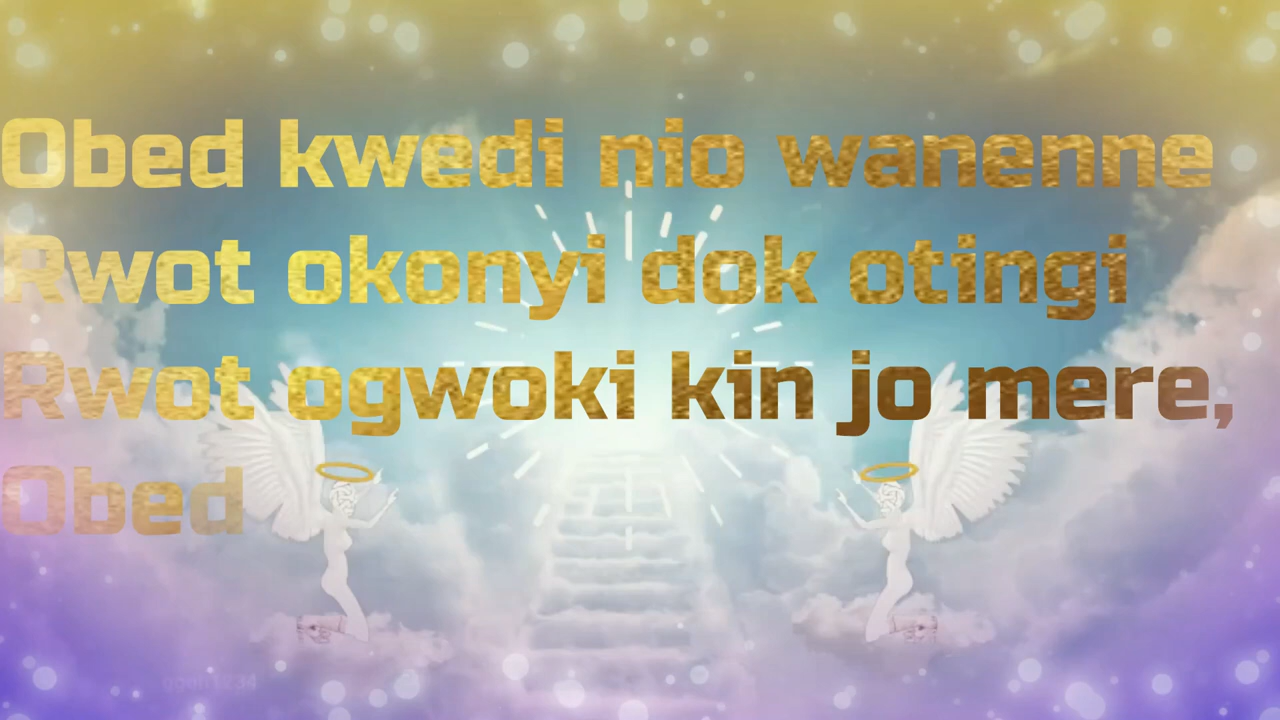 Obed kwedi nio wanenne
Rwot okonyi dok otingi
Rwot ogwoki kin jo mere,
Obed